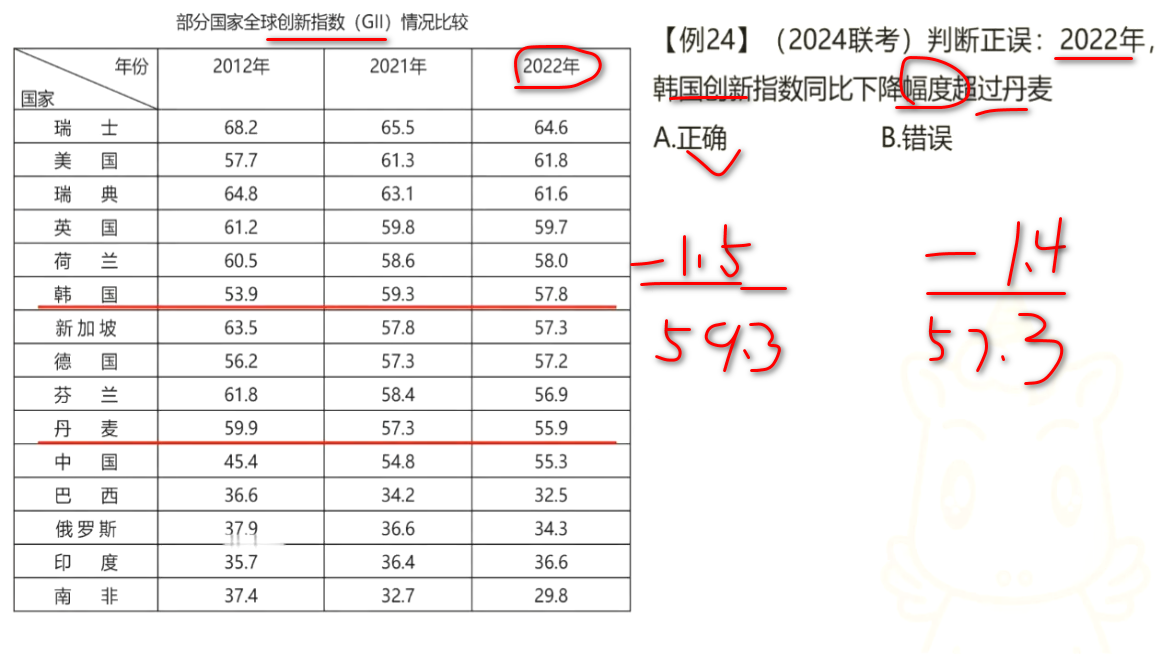 部分国家全球创新指数（GII）情况比较
年份 2012年 2021年 2022年
国家
瑞 士 68.2 65.5 64.6
美 国 57.7 61.3 61.8
瑞 典 64.8 63.1 61.6
英 国 61.2 59.8 59.7
荷 兰 60.5 58.6 58.0
韩 国 53.9 59.3 57.8
新加坡 63.5 57.8 57.3
德 国 56.2 57.3 57.2
芬 兰 61.8 58.4 56.9
丹 麦 59.9 57.3 55.9
中 国 45.4 54.8 55.3
巴 西 36.6 34.2 32.5
俄罗斯 37.9 36.6 34.3
印 度 35.7 36.4 36.6
南 非 37.4 32.7 29.8
【例24】（2024联考）判断正误：2022年，
韩国创新指数同比下降幅度超过丹麦
A.正确 B.错误
-1.5 -1.4
59.3 57.3